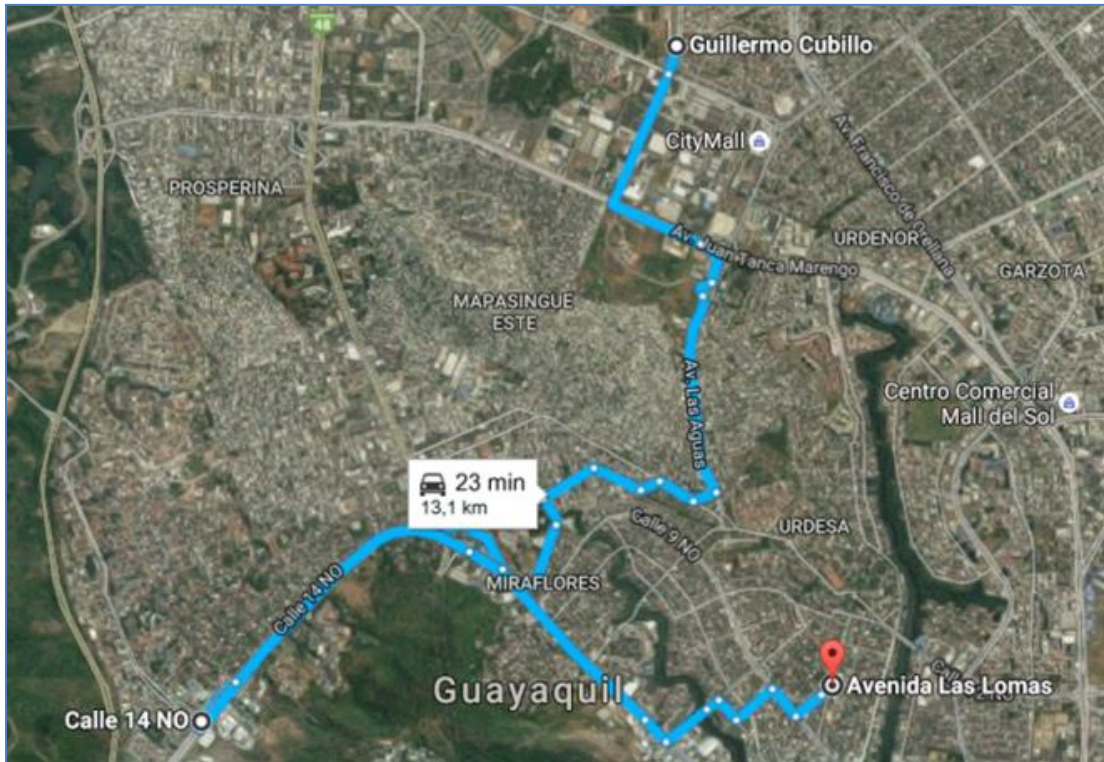 48
Guillermo Cubillo
CityMall
Av. Francisco de Orellana
PROSPERINA
Av. Juan Tanca Marengo
URDENOR
GARZOTA
MAPASINGUE
ESTE
Av. Las Aguas
Centro Comercial
Mall del Sol
23 min
13,1 km
Calle 9 NO
URDESA
MIRAFLORES
Calle 14 NO
Guayaquil
Avenida Las Lomas
Calle 14 NO